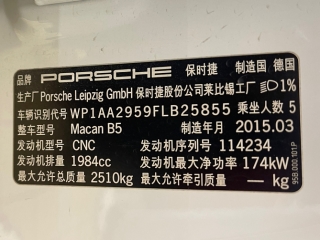 品牌 PORSCHE 保时捷 制造国 德国
生产厂 Porsche Leipzig GmbH 保时捷股份公司莱比锡工厂 1%
车辆识别代号 WP1AA2959FLB25855 乘坐人数 5
整车型号 Macan B5 制造年月 2015.03
发动机型号 CNC 发动机序列号 114234
发动机排量 1984cc 发动机最大净功率 174kW
最大允许总质量 2510kg 最大允许牵引质量 — kg
95B 000 101P